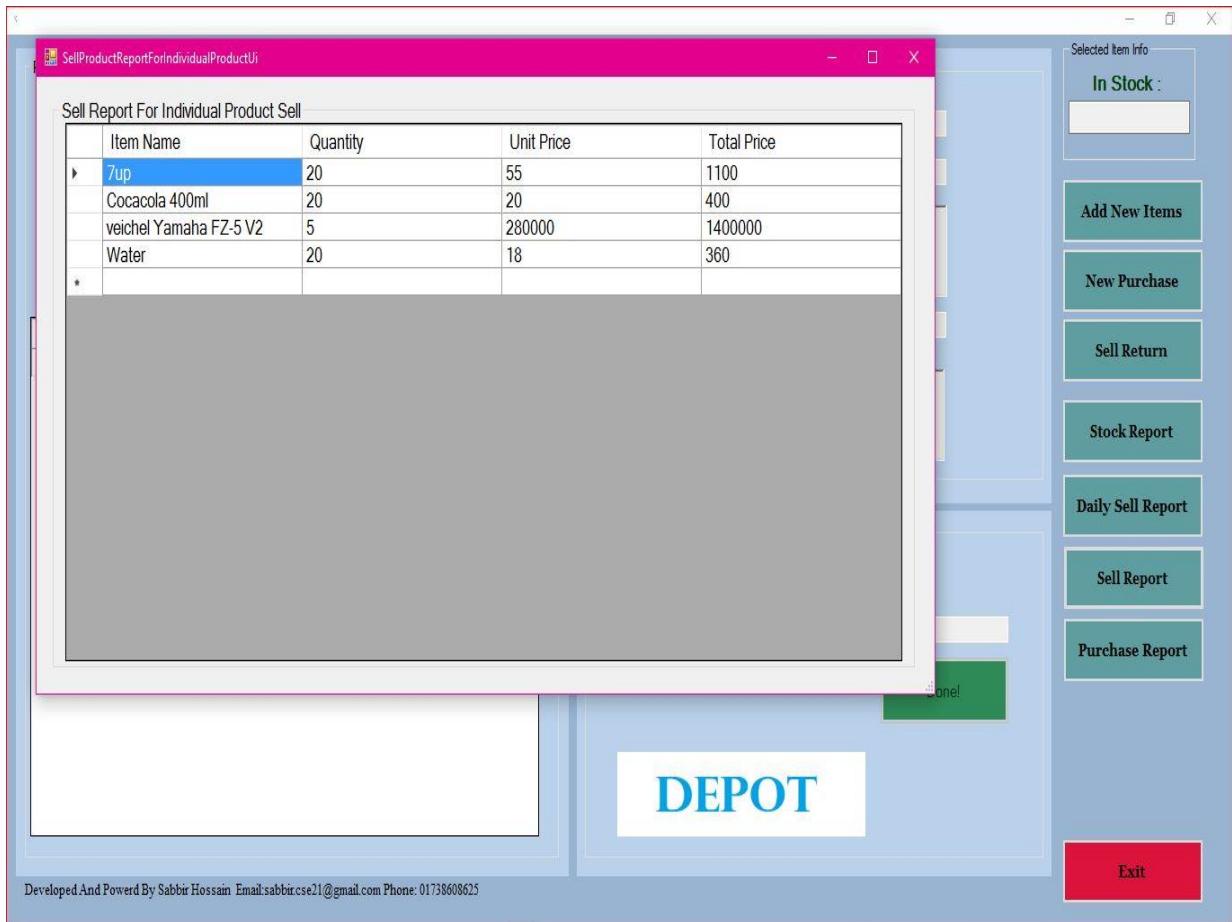 SellProductReportForIndividualProductUi
Sell Report For Individual Product Sell
Item Name Quantity Unit Price Total Price
7up 20 55 1100
Cocacola 400ml 20 20 400
veichel Yamaha FZ-5 V2 5 280000 1400000
Water 20 18 360
Selected Item Info
In Stock :
Add New Items
New Purchase
Sell Return
Stock Report
Daily Sell Report
Sell Report
Purchase Report
DEPOT
Exit
Developed And Powerd By Sabbir Hossain Email:sabbir.cse21@gmail.com Phone: 01738608625